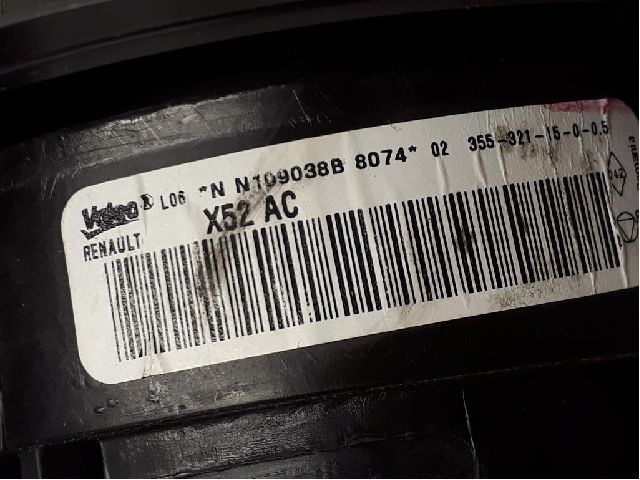 Valeo L06 *N N109038B 8074* 02 355-321-15-0-0.5
RENAULT X52 AC